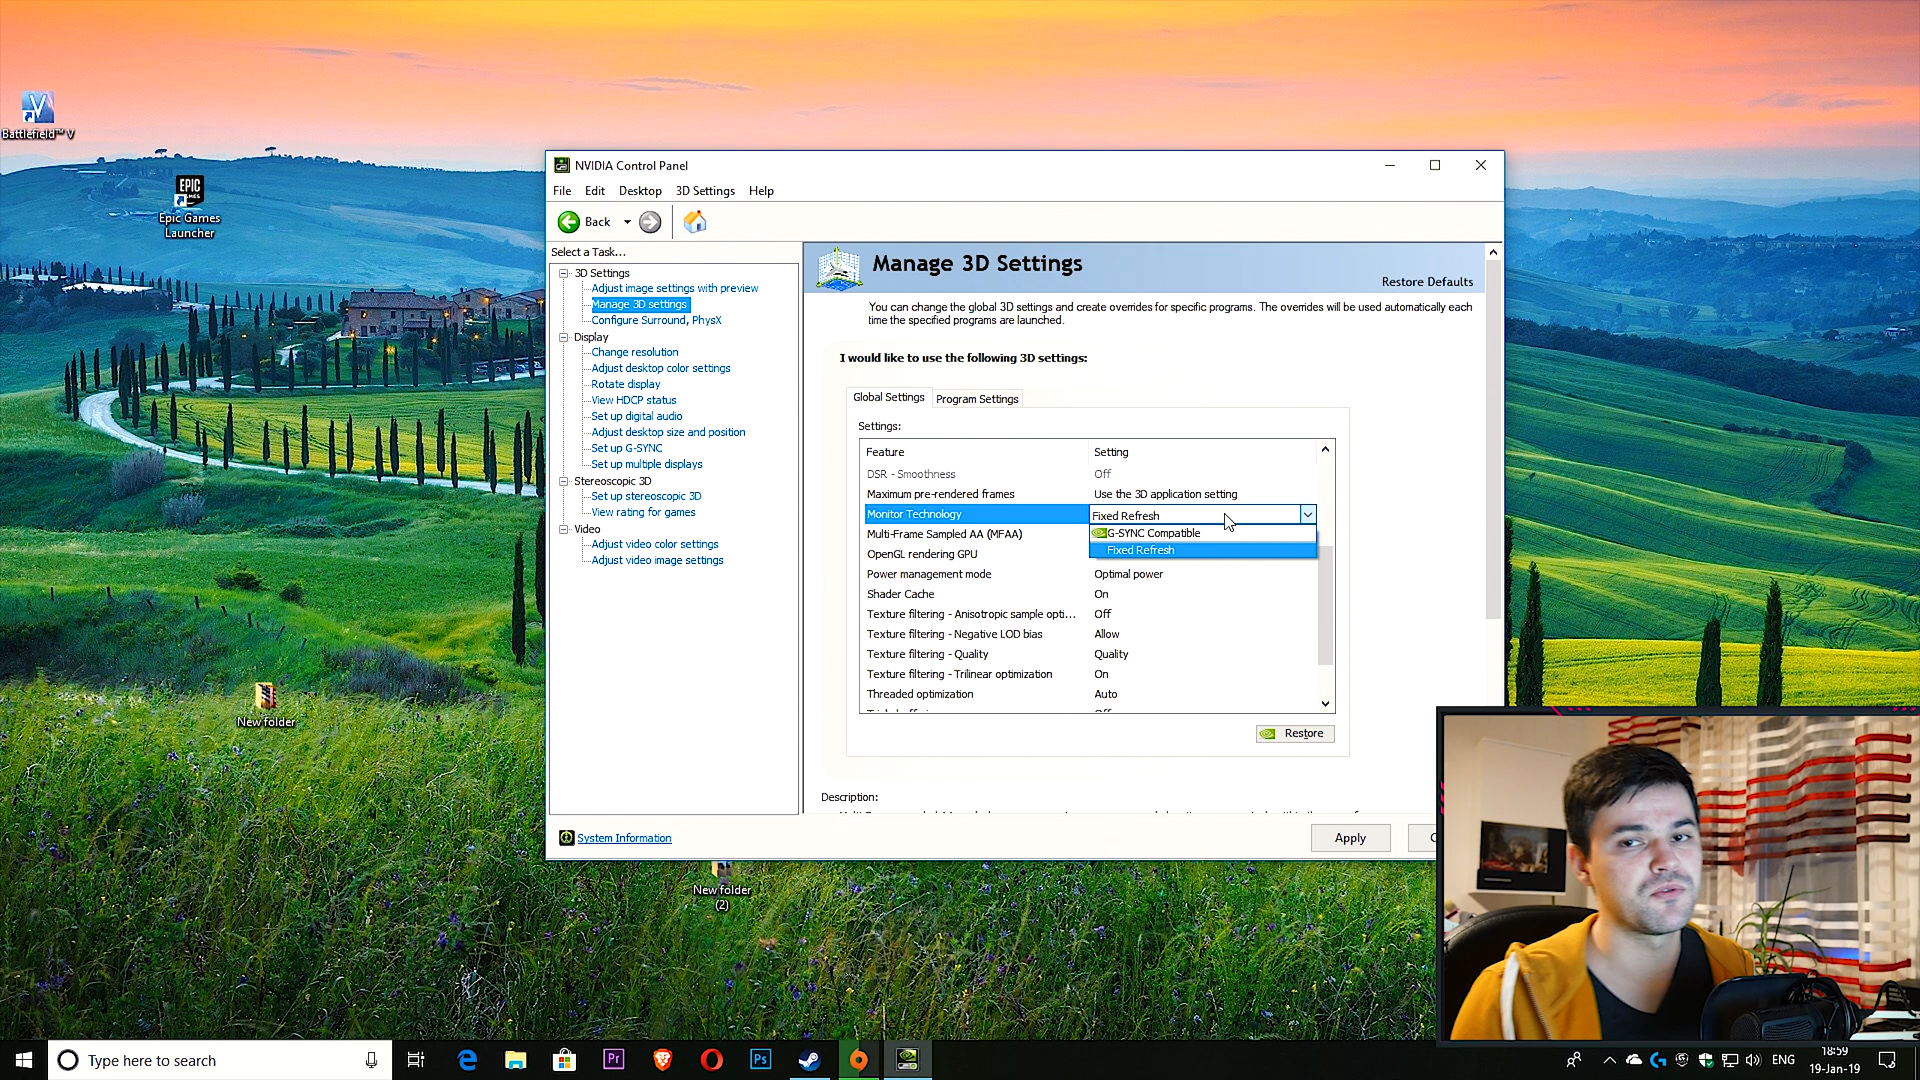 Battlefield™ V
EPIC
GAMES
Epic Games
Launcher
New folder
New folder
(2)
NVIDIA Control Panel
File Edit Desktop 3D Settings Help
Back
Select a Task...
3D Settings
Adjust image settings with preview
Manage 3D settings
Configure Surround, PhysX
Display
Change resolution
Adjust desktop color settings
Rotate display
View HDCP status
Set up digital audio
Adjust desktop size and position
Set up G-SYNC
Set up multiple displays
Stereoscopic 3D
Set up stereoscopic 3D
View rating for games
Video
Adjust video color settings
Adjust video image settings
System Information
Manage 3D Settings
Restore Defaults
You can change the global 3D settings and create overrides for specific programs. The overrides will be used automatically each
time the specified programs are launched.
I would like to use the following 3D settings:
Global Settings Program Settings
Settings:
Feature Setting
DSR - Smoothness Off
Maximum pre-rendered frames Use the 3D application setting
Monitor Technology Fixed Refresh
Multi-Frame Sampled AA (MFAA) G-SYNC Compatible
Fixed Refresh
OpenGL rendering GPU
Power management mode Optimal power
Shader Cache On
Texture filtering - Anisotropic sample opti... Off
Texture filtering - Negative LOD bias Allow
Texture filtering - Quality Quality
Texture filtering - Trilinear optimization On
Threaded optimization Auto
Restore
Description:
Apply
Type here to search
Pr
Ps
ENG
18:59
19-Jan-19